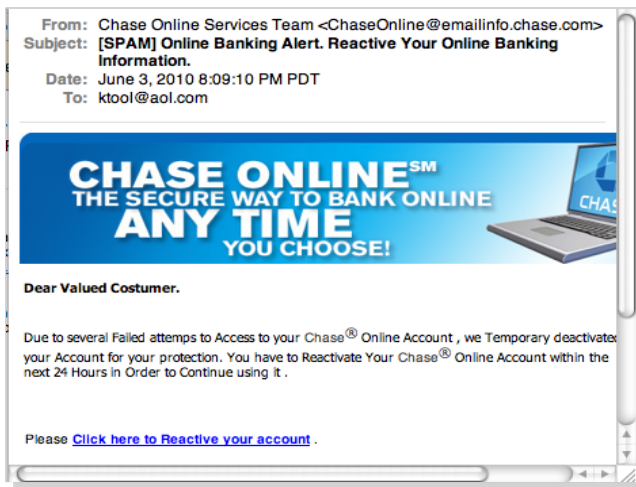 From: Chase Online Services Team <ChaseOnline@emailinfo.chase.com>
Subject: [SPAM] Online Banking Alert. Reactive Your Online Banking
Information.
Date: June 3, 2010 8:09:10 PM PDT
To: ktool@aol.com
CHASE ONLINE℠
THE SECURE WAY TO BANK ONLINE
ANY TIME
YOU CHOOSE!
CHAS
Dear Valued Costumer.
Due to several Failed attemps to Access to your Chase® Online Account , we Temporary deactivated
your Account for your protection. You have to Reactivate Your Chase® Online Account within the
next 24 Hours in Order to Continue using it .
Please Click here to Reactive your account .